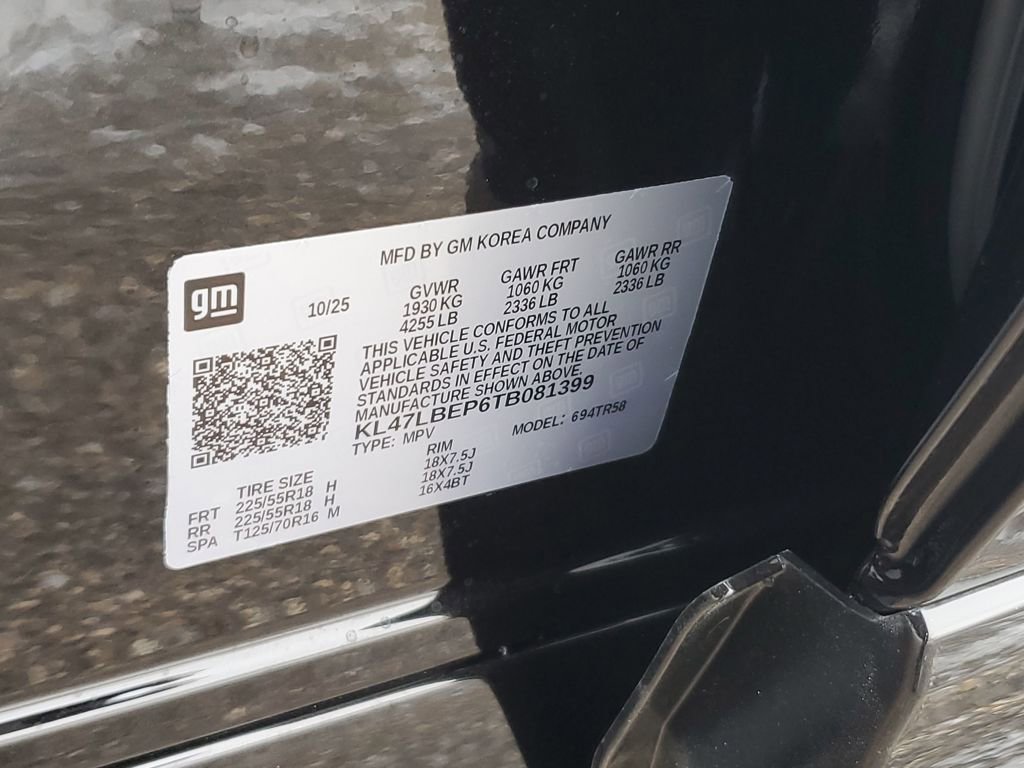 MFD BY GM KOREA COMPANY
gm
10/25
GVWR
1930 KG
4255 LB
GAWR FRT
1060 KG
2336 LB
GAWR RR
1060 KG
2336 LB
THIS VEHICLE CONFORMS TO ALL
APPLICABLE U.S. FEDERAL MOTOR
VEHICLE SAFETY AND THEFT PREVENTION
STANDARDS IN EFFECT ON THE DATE OF
MANUFACTURE SHOWN ABOVE.
KL47LBEP6TB081399
TYPE: MPV MODEL: 694TR58
TIRE SIZE RIM
FRT 225/55R18 H 18X7.5J
RR 225/55R18 H 18X7.5J
SPA T125/70R16 M 16X4BT